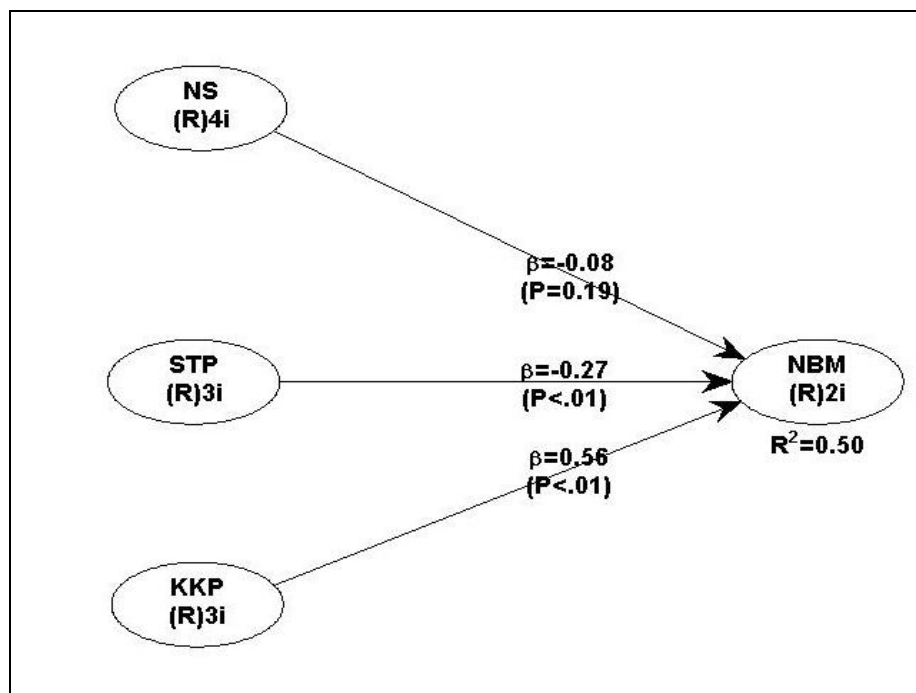 NS
(R)4i
β=-0.08
(P=0.19)
STP
(R)3i
β=-0.27
(P<.01)
NBM
(R)2i
R²=0.50
β=0.56
(P<.01)
KKP
(R)3i